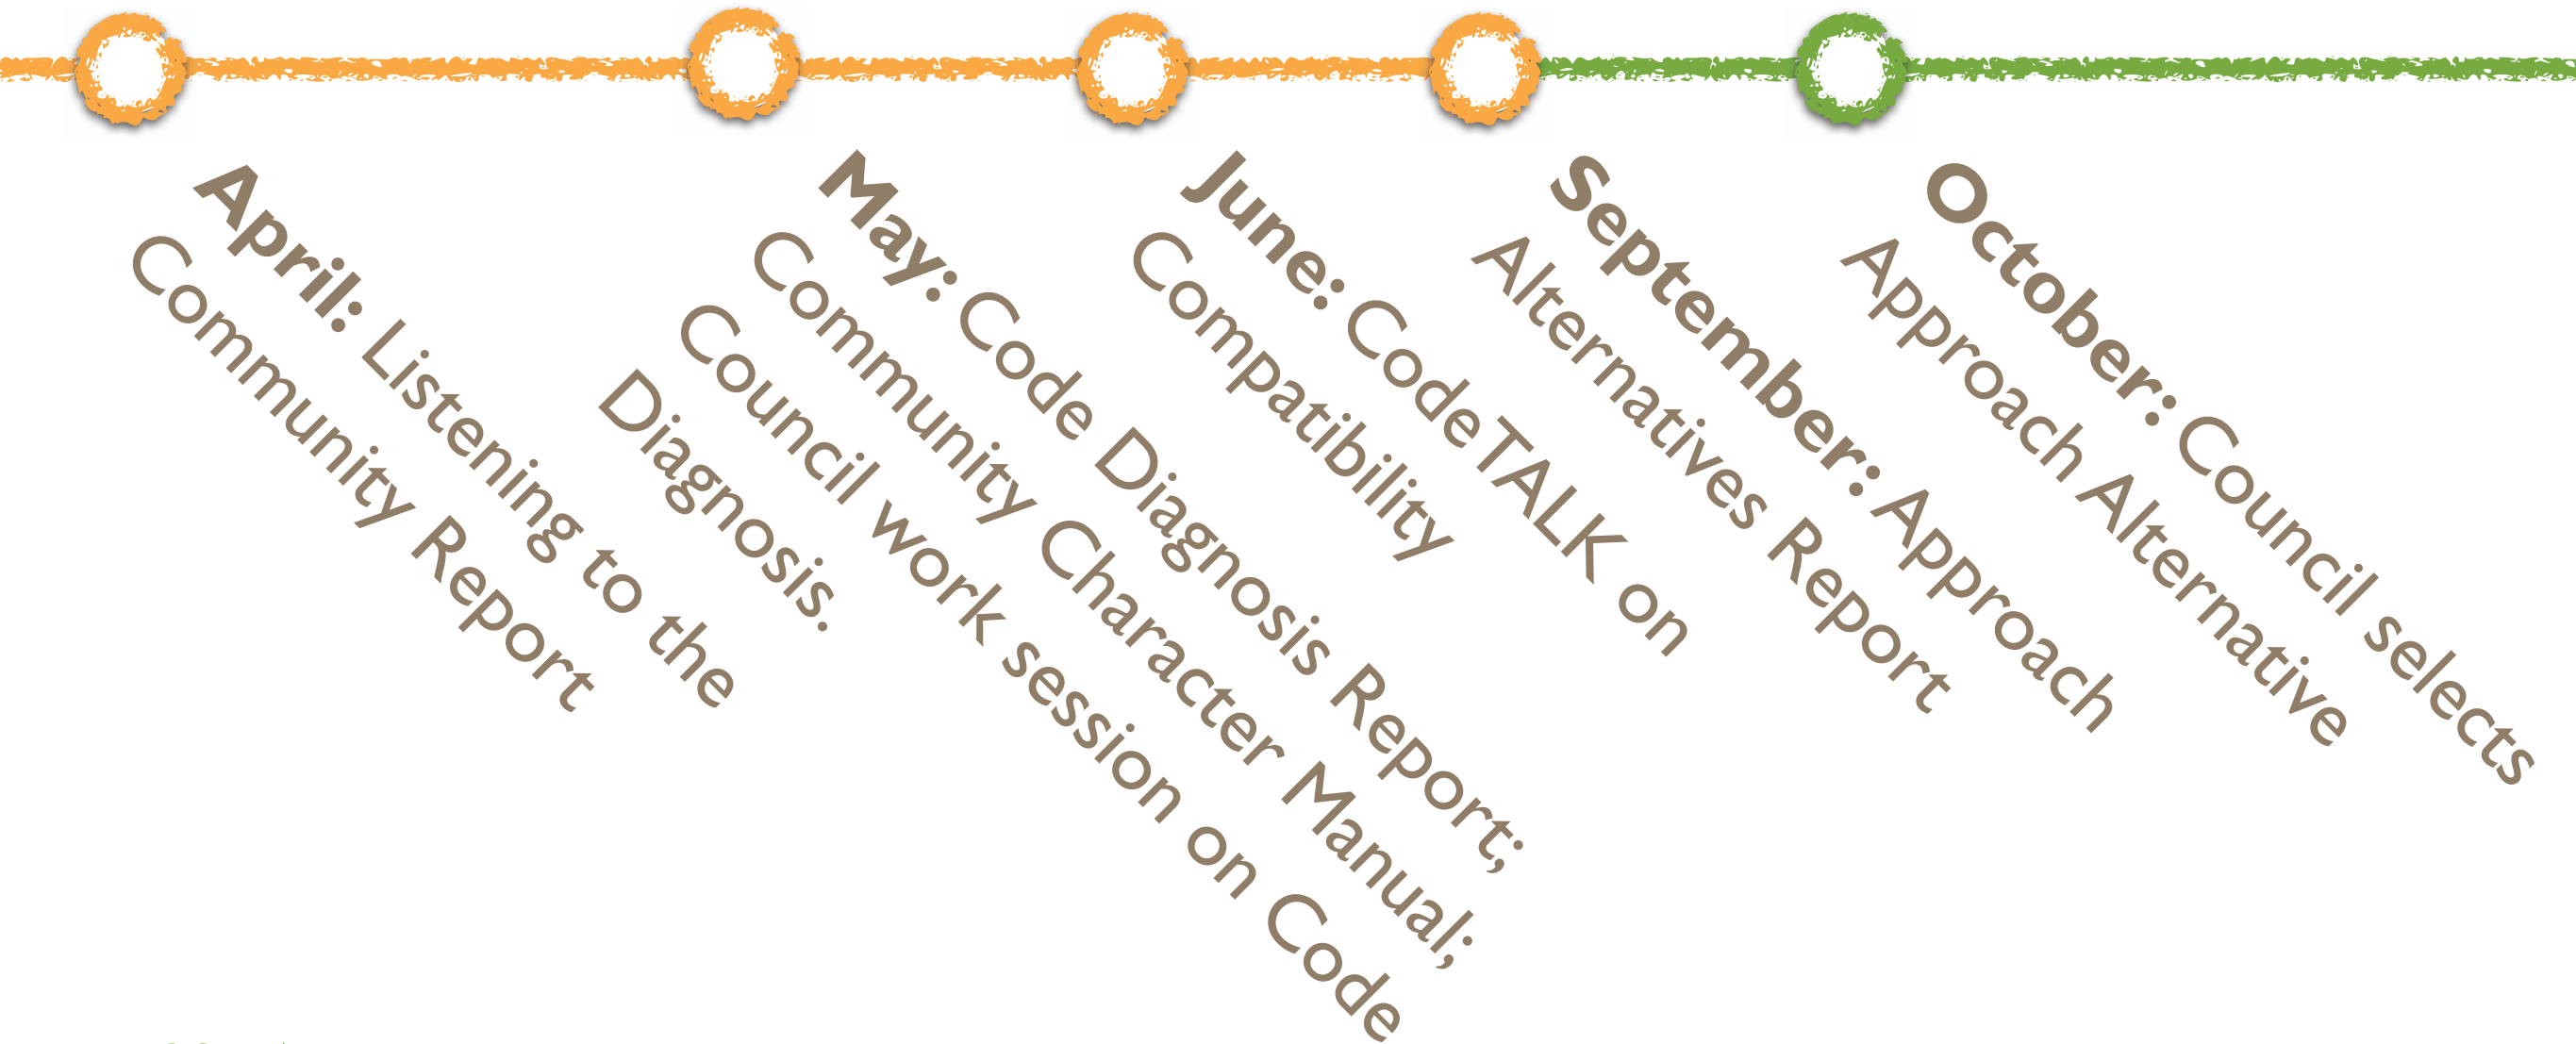 April: Listening to the
Community Report
May: Code Diagnosis Report;
Community Character Manual;
Council work session on Code
Diagnosis.
June: CodeTALK on
Compatibility
September: Approach
Alternatives Report
October: Council selects
Approach Alternative